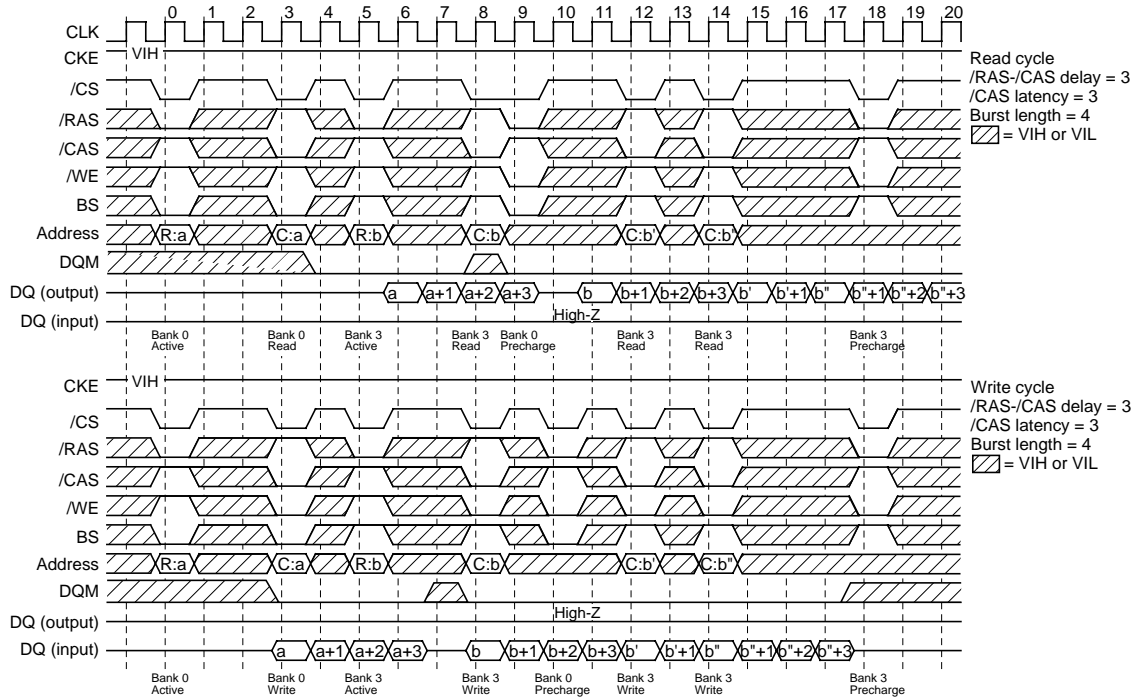 0 1 2 3 4 5 6 7 8 9 10 11 12 13 14 15 16 17 18 19 20
CLK
CKE VIH
/CS
/RAS
/CAS
/WE
BS
Address R:a C:a R:b C:b C:b' C:b"
DQM
DQ (output) a a+1 a+2 a+3 b b+1 b+2 b+3 b' b'+1 b" b"+1 b"+2 b"+3
DQ (input) High-Z
Bank 0 Active
Bank 0 Read
Bank 3 Active
Bank 3 Read
Bank 0 Precharge
Bank 3 Read
Bank 3 Read
Bank 3 Precharge
Read cycle
/RAS-/CAS delay = 3
/CAS latency = 3
Burst length = 4
= VIH or VIL
CKE VIH
/CS
/RAS
/CAS
/WE
BS
Address R:a C:a R:b C:b C:b' C:b"
DQM
DQ (output) High-Z
DQ (input) a a+1 a+2 a+3 b b+1 b+2 b+3 b' b'+1 b" b"+1 b"+2 b"+3
Bank 0 Active
Bank 0 Write
Bank 3 Active
Bank 3 Write
Bank 0 Precharge
Bank 3 Write
Bank 3 Write
Bank 3 Precharge
Write cycle
/RAS-/CAS delay = 3
/CAS latency = 3
Burst length = 4
= VIH or VIL